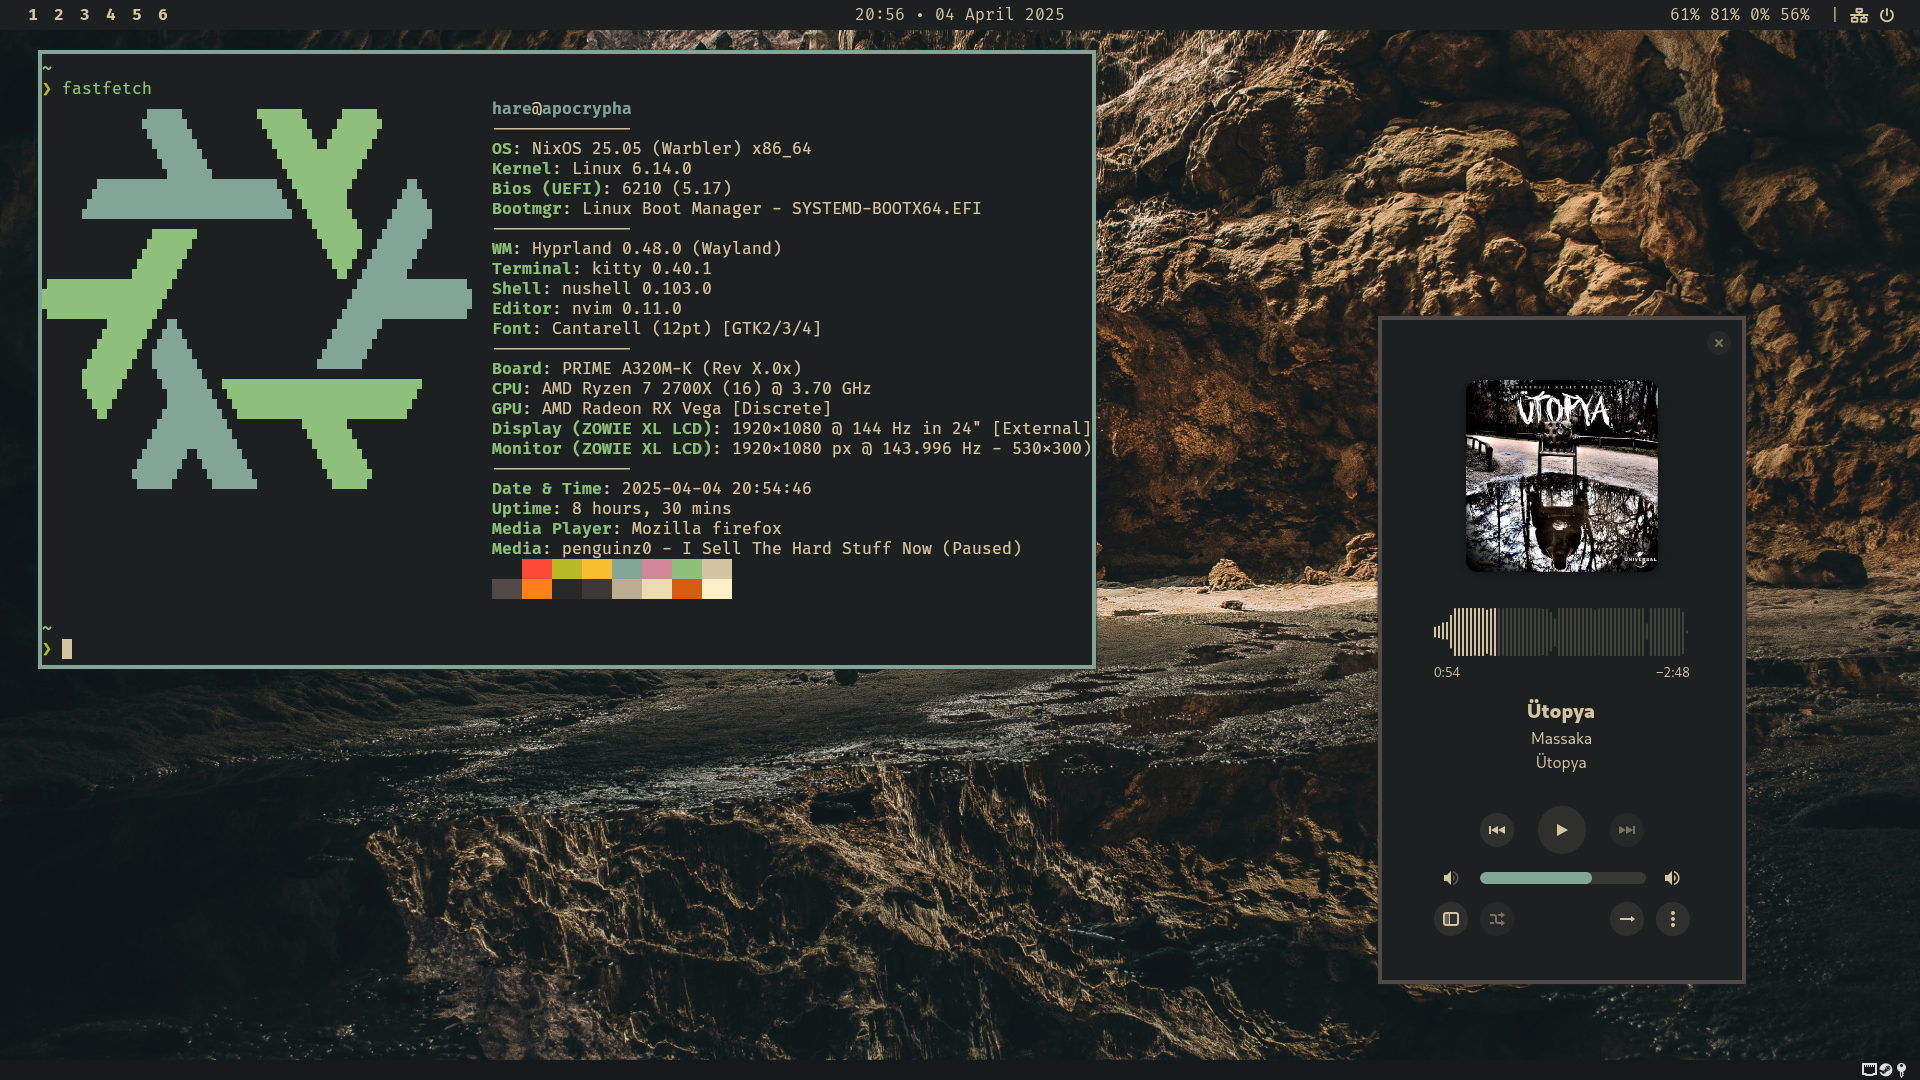 1 2 3 4 5 6
20:56 • 04 April 2025
61% 81% 0% 56% |
~
❯ fastfetch
hare@apocrypha
OS: NixOS 25.05 (Warbler) x86_64
Kernel: Linux 6.14.0
Bios (UEFI): 6210 (5.17)
Bootmgr: Linux Boot Manager - SYSTEMD-BOOTX64.EFI
WM: Hyprland 0.48.0 (Wayland)
Terminal: kitty 0.40.1
Shell: nushell 0.103.0
Editor: nvim 0.11.0
Font: Cantarell (12pt) [GTK2/3/4]
Board: PRIME A320M-K (Rev X.0x)
CPU: AMD Ryzen 7 2700X (16) @ 3.70 GHz
GPU: AMD Radeon RX Vega [Discrete]
Display (ZOWIE XL LCD): 1920×1080 @ 144 Hz in 24" [External]
Monitor (ZOWIE XL LCD): 1920×1080 px @ 143.996 Hz - 530×300)
Date & Time: 2025-04-04 20:54:46
Uptime: 8 hours, 30 mins
Media Player: Mozilla firefox
Media: penguinz0 - I Sell The Hard Stuff Now (Paused)
~
❯
ÜTOPYA
UNIVERSAL
0:54
−2:48
Ütopya
Massaka
Ütopya